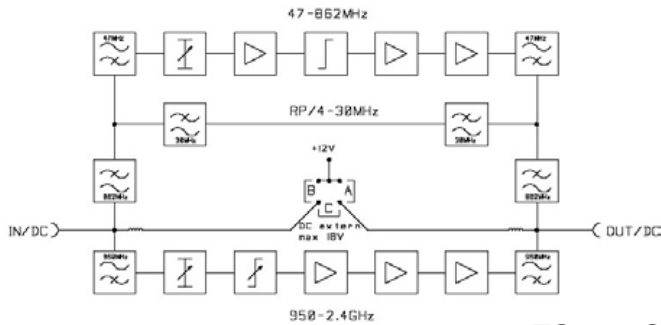 47-862MHz
47MHz 47MHz
RP/4-30MHz
30MHz 30MHz
+12V
862MHz B A 862MHz
C
IN/DC DC extern OUT/DC
max 18V
950MHz 950MHz
950-2.4GHz